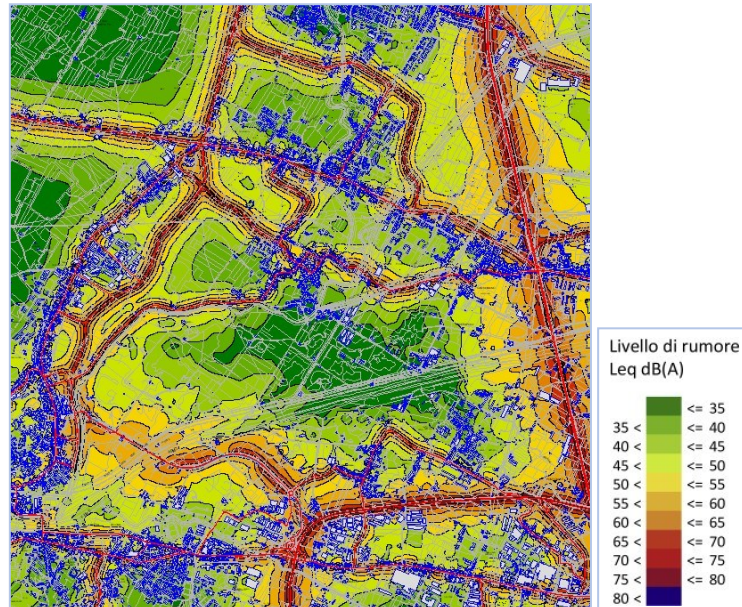 Livello di rumore
Leq dB(A)
<= 35
35 < <= 40
40 < <= 45
45 < <= 50
50 < <= 55
55 < <= 60
60 < <= 65
65 < <= 70
70 < <= 75
75 < <= 80
80 <